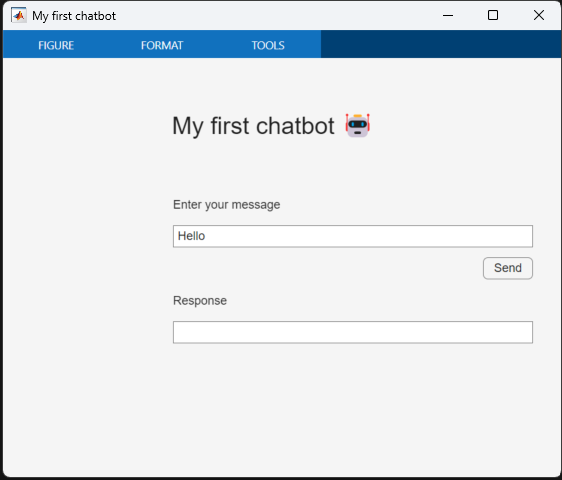 My first chatbot
FIGURE FORMAT TOOLS
My first chatbot 🤖
Enter your message
Hello
Send
Response